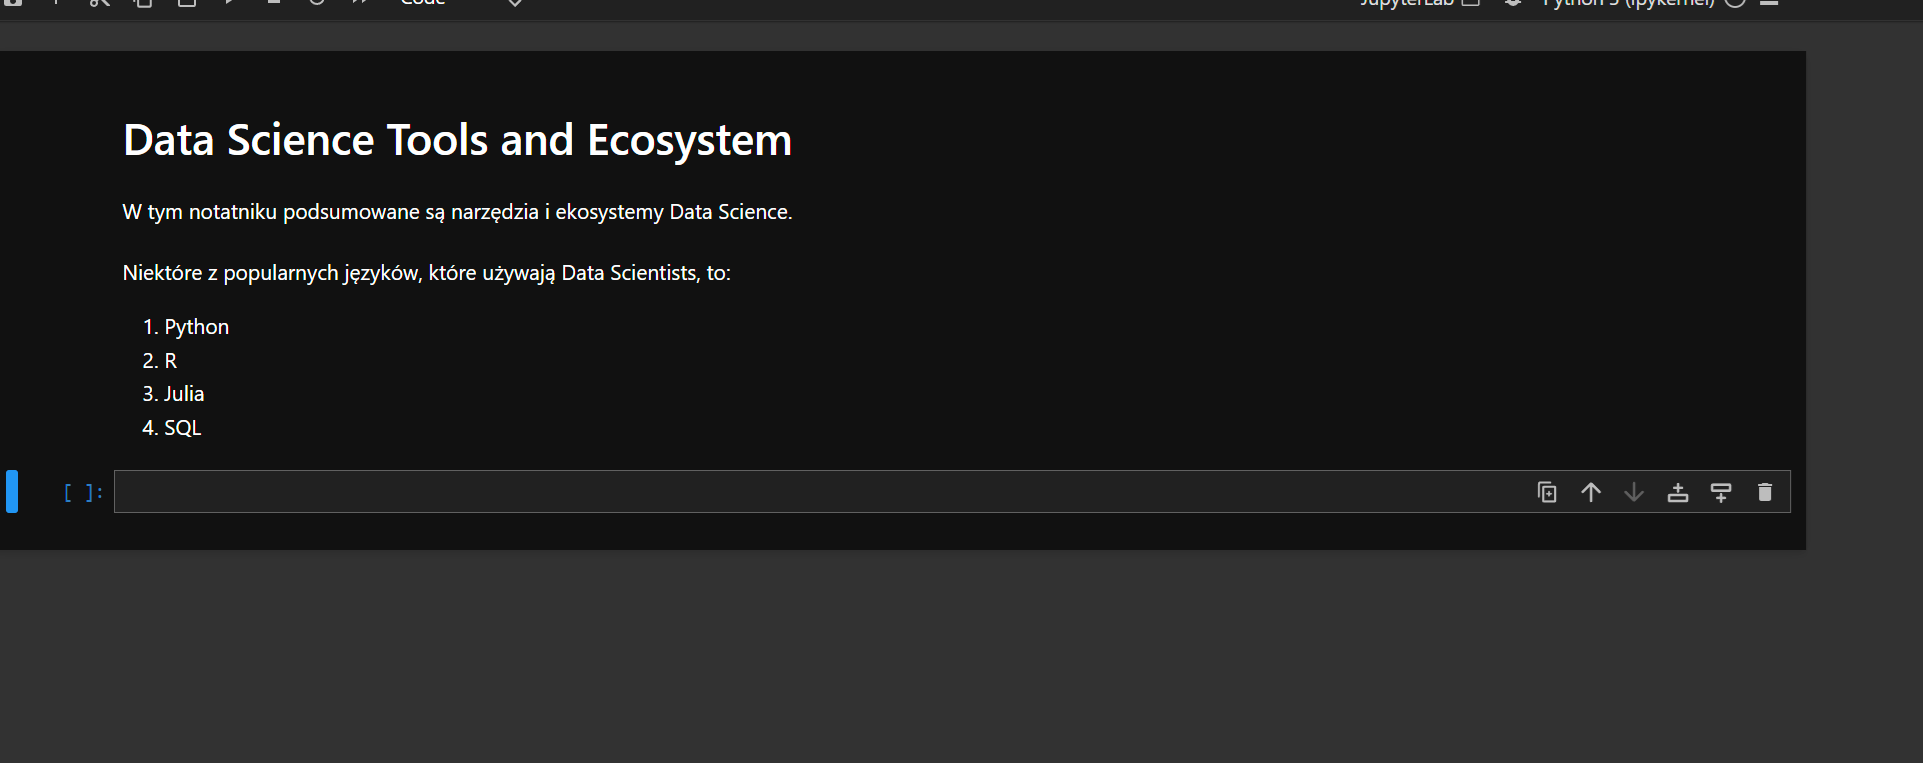 Code
JupyterLab
Python 3 (ipykernel)
Data Science Tools and Ecosystem
W tym notatniku podsumowane są narzędzia i ekosystemy Data Science.
Niektóre z popularnych języków, które używają Data Scientists, to:
1. Python
2. R
3. Julia
4. SQL
[ ]: